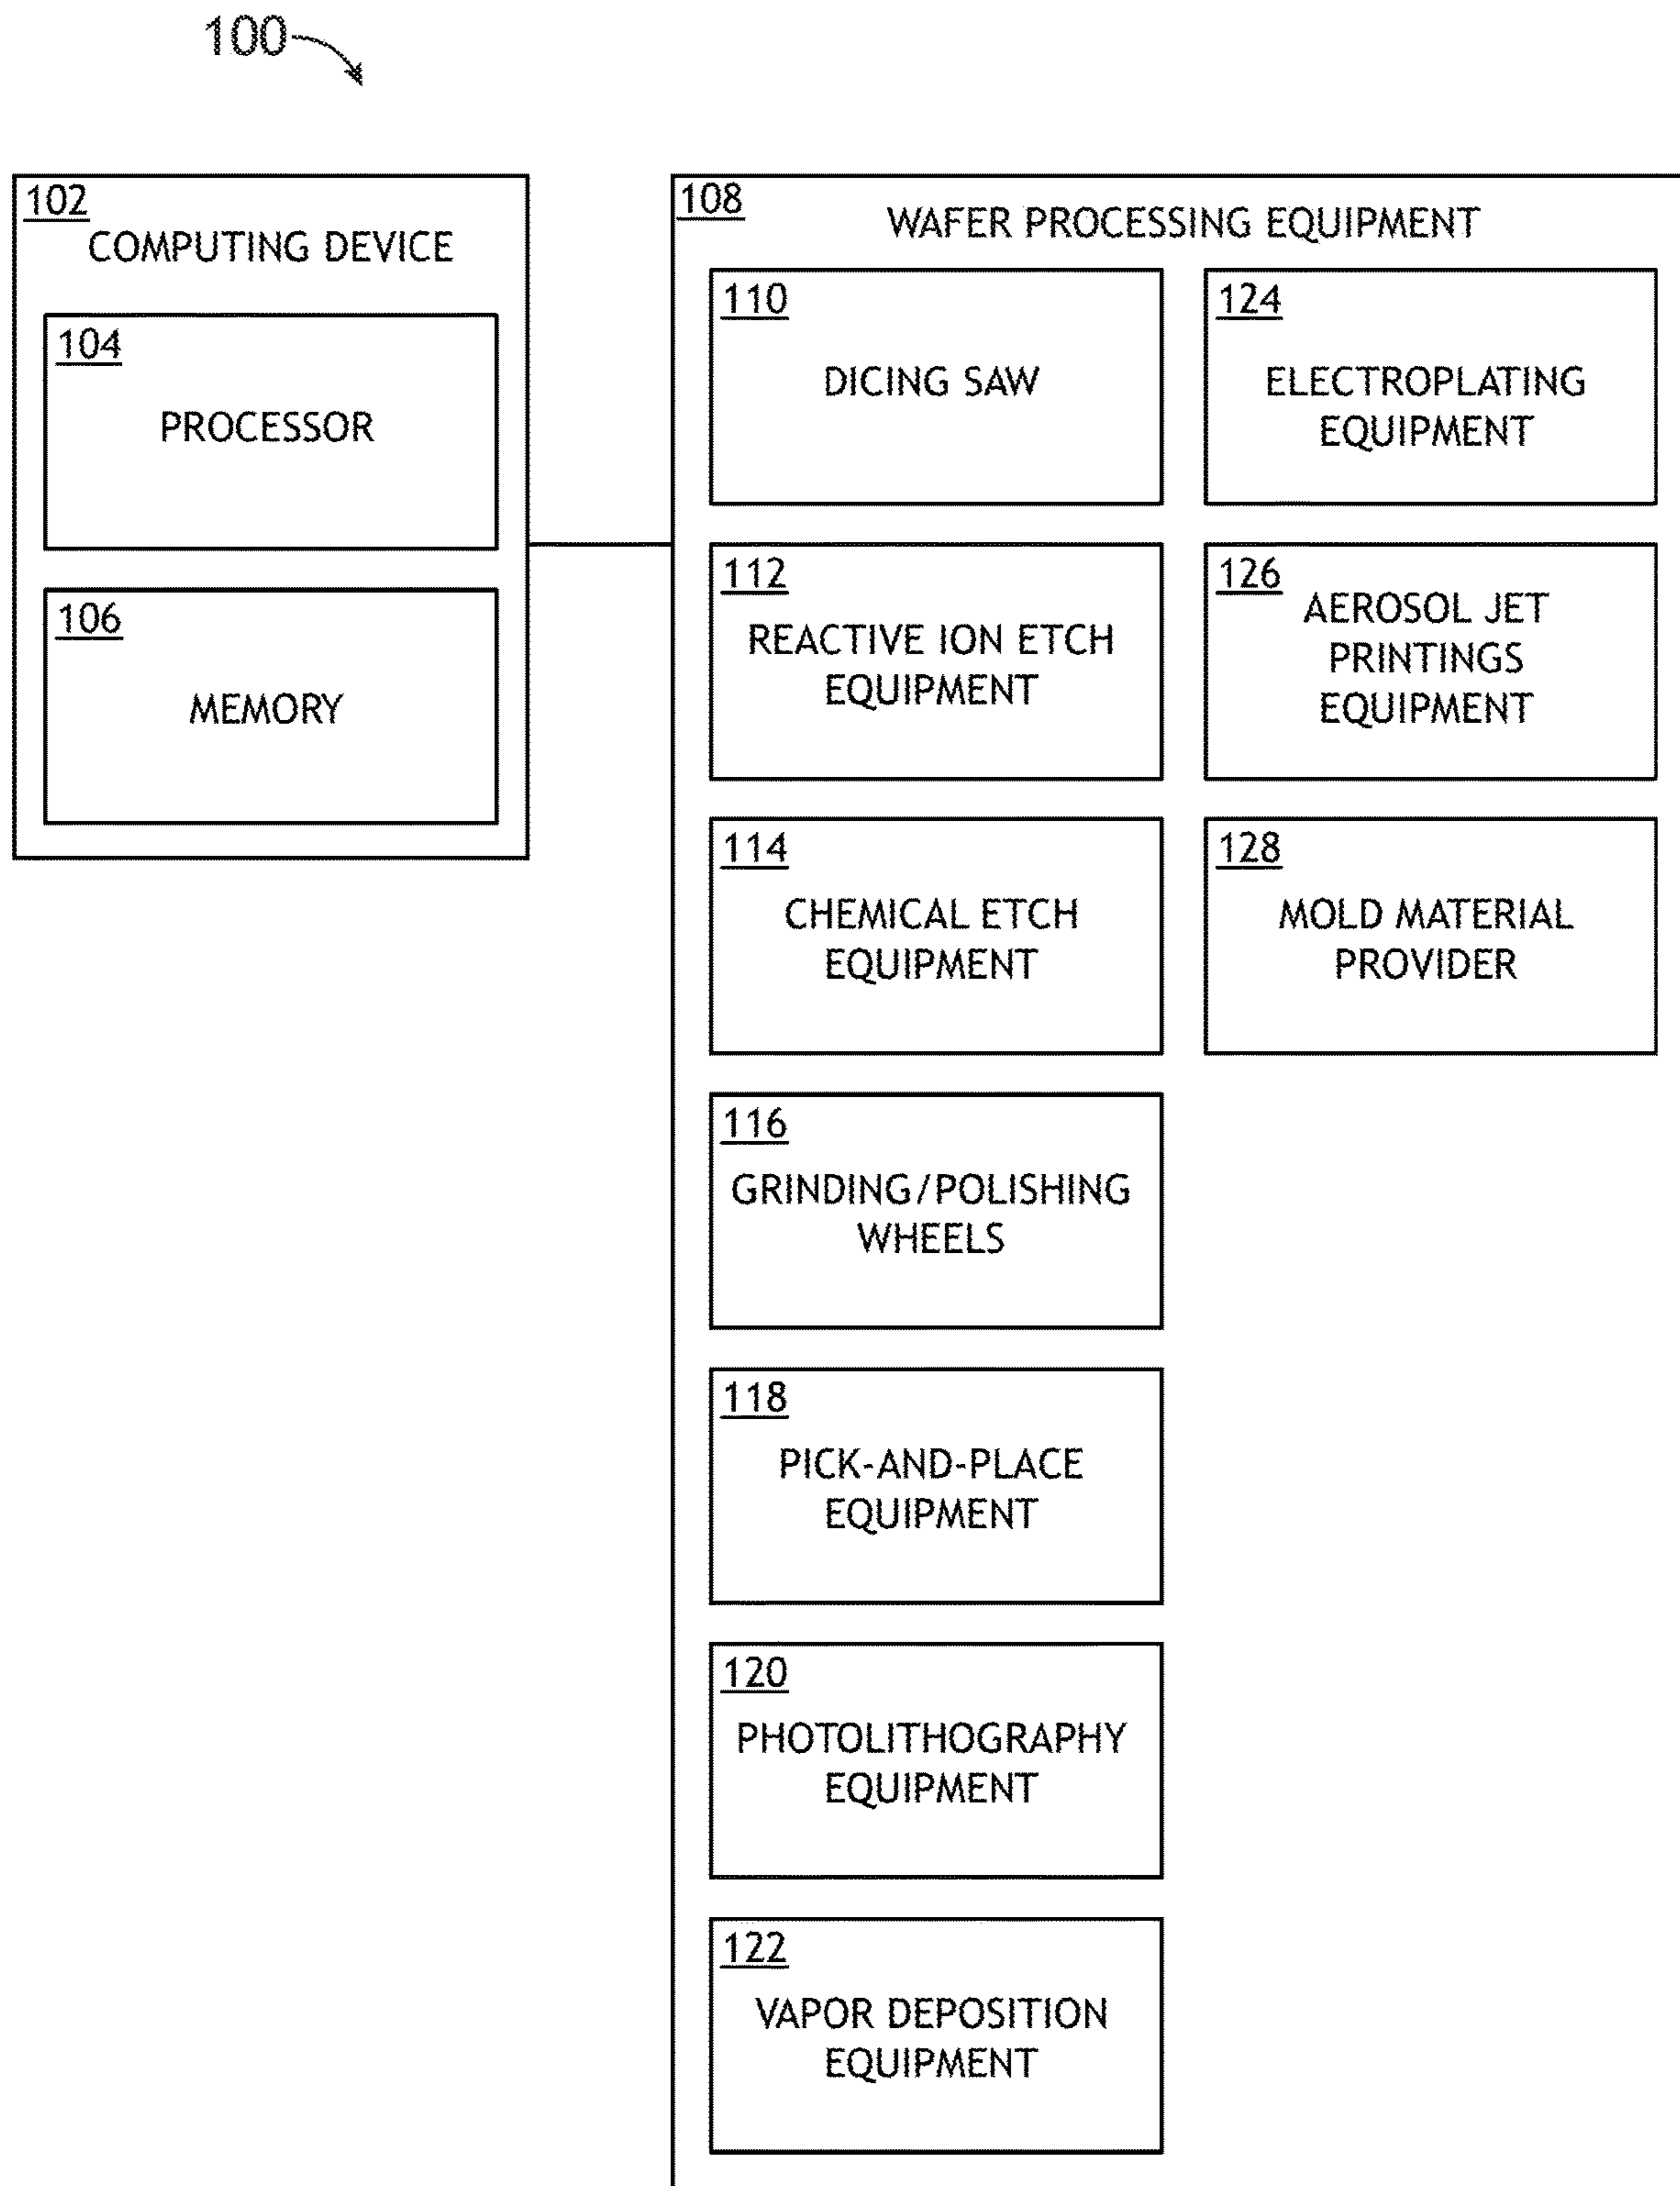 100
102
COMPUTING DEVICE
104
PROCESSOR
106
MEMORY
108
WAFER PROCESSING EQUIPMENT
110
DICING SAW
112
REACTIVE ION ETCH
EQUIPMENT
114
CHEMICAL ETCH
EQUIPMENT
116
GRINDING/POLISHING
WHEELS
118
PICK-AND-PLACE
EQUIPMENT
120
PHOTOLITHOGRAPHY
EQUIPMENT
122
VAPOR DEPOSITION
EQUIPMENT
124
ELECTROPLATING
EQUIPMENT
126
AEROSOL JET
PRINTINGS
EQUIPMENT
128
MOLD MATERIAL
PROVIDER